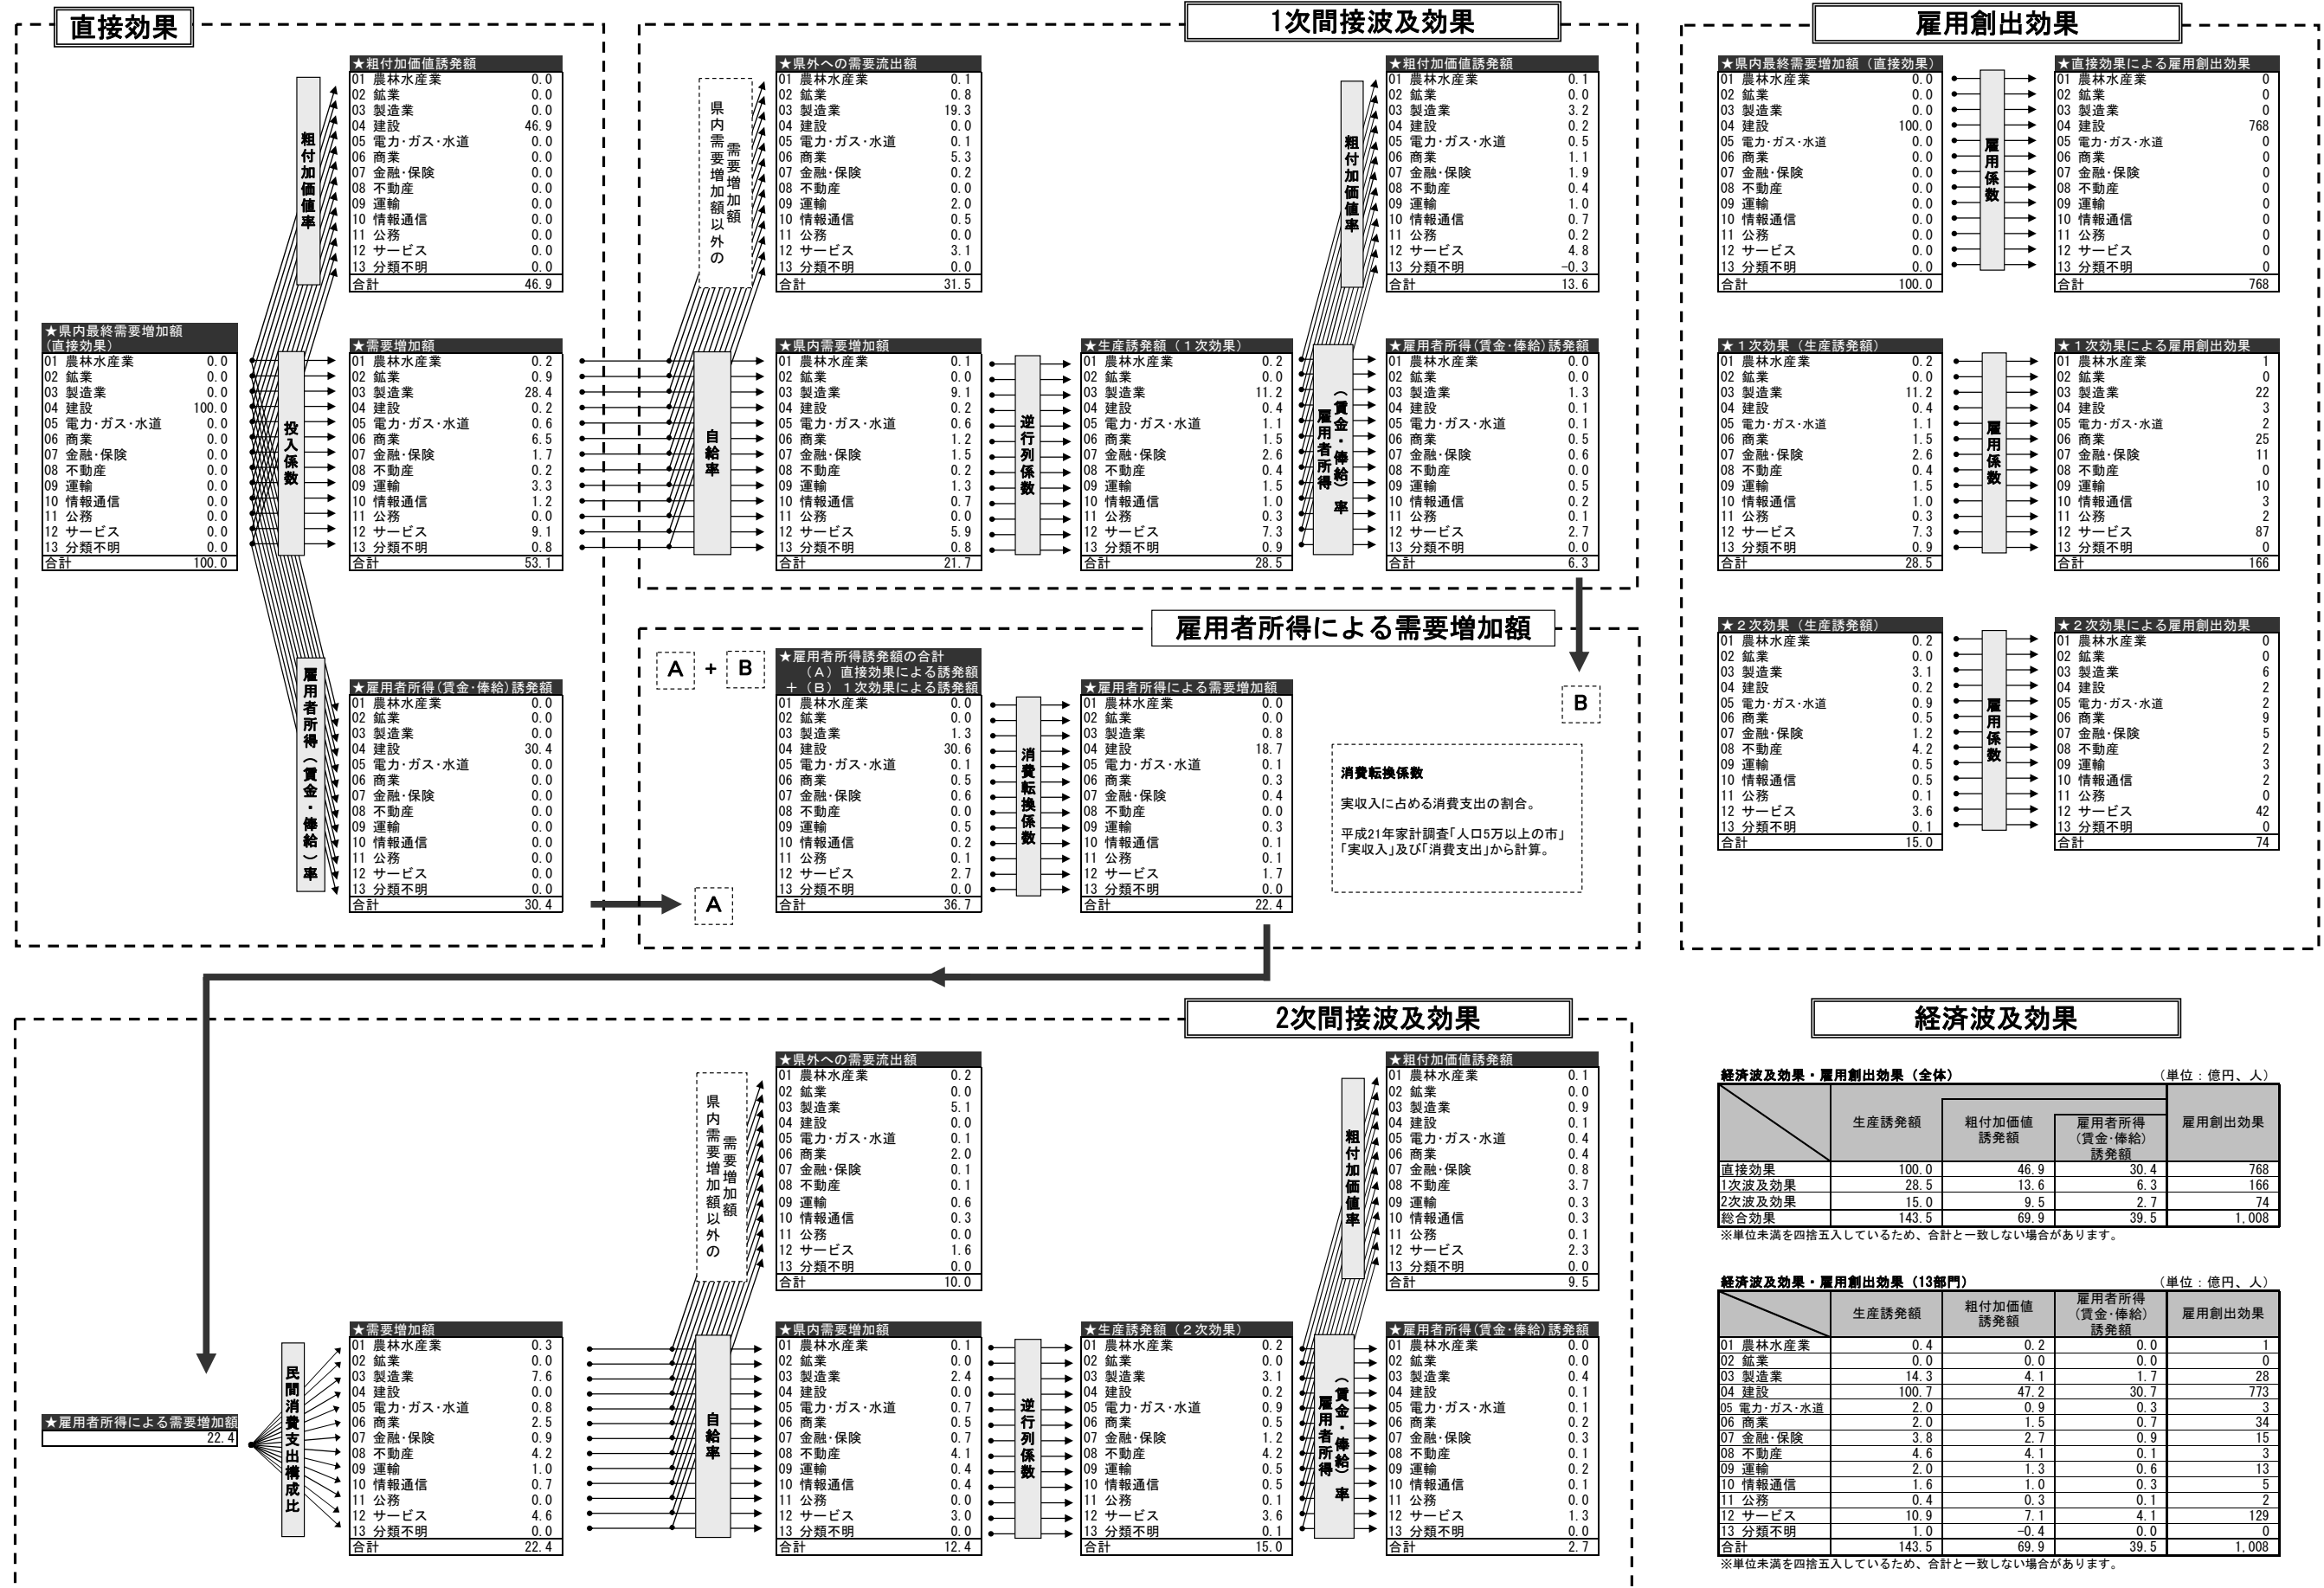 直接効果
★粗付加価値誘発額
01 農林水産業 0.0
02 鉱業 0.0
03 製造業 0.0
04 建設 46.9
05 電力･ガス･水道 0.0
06 商業 0.0
07 金融･保険 0.0
08 不動産 0.0
09 運輸 0.0
10 情報通信 0.0
11 公務 0.0
12 サービス 0.0
13 分類不明 0.0
合計 46.9
粗付加価値率
★県内最終需要増加額
(直接効果)
01 農林水産業 0.0
02 鉱業 0.0
03 製造業 0.0
04 建設 100.0
05 電力･ガス･水道 0.0
06 商業 0.0
07 金融･保険 0.0
08 不動産 0.0
09 運輸 0.0
10 情報通信 0.0
11 公務 0.0
12 サービス 0.0
13 分類不明 0.0
合計 100.0
投入係数
★需要増加額
01 農林水産業 0.2
02 鉱業 0.9
03 製造業 28.4
04 建設 0.2
05 電力･ガス･水道 0.6
06 商業 6.5
07 金融･保険 1.7
08 不動産 0.2
09 運輸 3.3
10 情報通信 1.2
11 公務 0.0
12 サービス 9.1
13 分類不明 0.8
合計 53.1
雇用者所得（賃金・俸給）率
★雇用者所得(賃金･俸給)誘発額
01 農林水産業 0.0
02 鉱業 0.0
03 製造業 0.0
04 建設 30.4
05 電力･ガス･水道 0.0
06 商業 0.0
07 金融･保険 0.0
08 不動産 0.0
09 運輸 0.0
10 情報通信 0.0
11 公務 0.0
12 サービス 0.0
13 分類不明 0.0
合計 30.4
A
1次間接波及効果
需要増加額
県内需要増加額以外の
★県外への需要流出額
01 農林水産業 0.1
02 鉱業 0.8
03 製造業 19.3
04 建設 0.0
05 電力･ガス･水道 0.1
06 商業 5.3
07 金融･保険 0.2
08 不動産 0.0
09 運輸 2.0
10 情報通信 0.5
11 公務 0.0
12 サービス 3.1
13 分類不明 0.0
合計 31.5
粗付加価値率
★粗付加価値誘発額
01 農林水産業 0.1
02 鉱業 0.0
03 製造業 3.2
04 建設 0.2
05 電力･ガス･水道 0.5
06 商業 1.1
07 金融･保険 1.9
08 不動産 0.4
09 運輸 1.0
10 情報通信 0.7
11 公務 0.2
12 サービス 4.8
13 分類不明 -0.3
合計 13.6
自給率
★県内需要増加額
01 農林水産業 0.1
02 鉱業 0.0
03 製造業 9.1
04 建設 0.2
05 電力･ガス･水道 0.6
06 商業 1.2
07 金融･保険 1.5
08 不動産 0.2
09 運輸 1.3
10 情報通信 0.7
11 公務 0.0
12 サービス 5.9
13 分類不明 0.8
合計 21.7
逆行列係数
★生産誘発額（１次効果）
01 農林水産業 0.2
02 鉱業 0.0
03 製造業 11.2
04 建設 0.4
05 電力･ガス･水道 1.1
06 商業 1.5
07 金融･保険 2.6
08 不動産 0.4
09 運輸 1.5
10 情報通信 1.0
11 公務 0.3
12 サービス 7.3
13 分類不明 0.9
合計 28.5
雇用者所得
（賃金・俸給）率
★雇用者所得(賃金･俸給)誘発額
01 農林水産業 0.0
02 鉱業 0.0
03 製造業 1.3
04 建設 0.1
05 電力･ガス･水道 0.1
06 商業 0.5
07 金融･保険 0.6
08 不動産 0.0
09 運輸 0.5
10 情報通信 0.2
11 公務 0.1
12 サービス 2.7
13 分類不明 0.0
合計 6.3
B
雇用者所得による需要増加額
A + B
★雇用者所得誘発額の合計
（A）直接効果による誘発額
＋（B）１次効果による誘発額
01 農林水産業 0.0
02 鉱業 0.0
03 製造業 1.3
04 建設 30.6
05 電力･ガス･水道 0.1
06 商業 0.5
07 金融･保険 0.6
08 不動産 0.0
09 運輸 0.5
10 情報通信 0.2
11 公務 0.1
12 サービス 2.7
13 分類不明 0.0
合計 36.7
消費転換係数
★雇用者所得による需要増加額
01 農林水産業 0.0
02 鉱業 0.0
03 製造業 0.8
04 建設 18.7
05 電力･ガス･水道 0.1
06 商業 0.3
07 金融･保険 0.4
08 不動産 0.0
09 運輸 0.3
10 情報通信 0.1
11 公務 0.1
12 サービス 1.7
13 分類不明 0.0
合計 22.4
消費転換係数
実収入に占める消費支出の割合。
平成21年家計調査｢人口5万以上の市｣
｢実収入｣及び｢消費支出｣から計算。
雇用創出効果
★県内最終需要増加額（直接効果）
01 農林水産業 0.0
02 鉱業 0.0
03 製造業 0.0
04 建設 100.0
05 電力･ガス･水道 0.0
06 商業 0.0
07 金融･保険 0.0
08 不動産 0.0
09 運輸 0.0
10 情報通信 0.0
11 公務 0.0
12 サービス 0.0
13 分類不明 0.0
合計 100.0
雇用係数
★直接効果による雇用創出効果
01 農林水産業 0
02 鉱業 0
03 製造業 0
04 建設 768
05 電力･ガス･水道 0
06 商業 0
07 金融･保険 0
08 不動産 0
09 運輸 0
10 情報通信 0
11 公務 0
12 サービス 0
13 分類不明 0
合計 768
★１次効果（生産誘発額）
01 農林水産業 0.2
02 鉱業 0.0
03 製造業 11.2
04 建設 0.4
05 電力･ガス･水道 1.1
06 商業 1.5
07 金融･保険 2.6
08 不動産 0.4
09 運輸 1.5
10 情報通信 1.0
11 公務 0.3
12 サービス 7.3
13 分類不明 0.9
合計 28.5
雇用係数
★１次効果による雇用創出効果
01 農林水産業 1
02 鉱業 0
03 製造業 22
04 建設 3
05 電力･ガス･水道 2
06 商業 25
07 金融･保険 11
08 不動産 0
09 運輸 10
10 情報通信 3
11 公務 2
12 サービス 87
13 分類不明 0
合計 166
★２次効果（生産誘発額）
01 農林水産業 0.2
02 鉱業 0.0
03 製造業 3.1
04 建設 0.2
05 電力･ガス･水道 0.9
06 商業 0.5
07 金融･保険 1.2
08 不動産 4.2
09 運輸 0.5
10 情報通信 0.5
11 公務 0.1
12 サービス 3.6
13 分類不明 0.1
合計 15.0
雇用係数
★２次効果による雇用創出効果
01 農林水産業 0
02 鉱業 0
03 製造業 6
04 建設 2
05 電力･ガス･水道 2
06 商業 9
07 金融･保険 5
08 不動産 2
09 運輸 3
10 情報通信 2
11 公務 0
12 サービス 42
13 分類不明 0
合計 74
2次間接波及効果
★雇用者所得による需要増加額
22.4
民間消費支出構成比
★需要増加額
01 農林水産業 0.3
02 鉱業 0.0
03 製造業 7.6
04 建設 0.0
05 電力･ガス･水道 0.8
06 商業 2.5
07 金融･保険 0.9
08 不動産 4.2
09 運輸 1.0
10 情報通信 0.7
11 公務 0.0
12 サービス 4.6
13 分類不明 0.0
合計 22.4
需要増加額
県内需要増加額以外の
★県外への需要流出額
01 農林水産業 0.2
02 鉱業 0.0
03 製造業 5.1
04 建設 0.0
05 電力･ガス･水道 0.1
06 商業 2.0
07 金融･保険 0.1
08 不動産 0.1
09 運輸 0.6
10 情報通信 0.3
11 公務 0.0
12 サービス 1.6
13 分類不明 0.0
合計 10.0
自給率
★県内需要増加額
01 農林水産業 0.1
02 鉱業 0.0
03 製造業 2.4
04 建設 0.0
05 電力･ガス･水道 0.7
06 商業 0.5
07 金融･保険 0.7
08 不動産 4.1
09 運輸 0.4
10 情報通信 0.4
11 公務 0.0
12 サービス 3.0
13 分類不明 0.0
合計 12.4
逆行列係数
★生産誘発額（２次効果）
01 農林水産業 0.2
02 鉱業 0.0
03 製造業 3.1
04 建設 0.2
05 電力･ガス･水道 0.9
06 商業 0.5
07 金融･保険 1.2
08 不動産 4.2
09 運輸 0.5
10 情報通信 0.5
11 公務 0.1
12 サービス 3.6
13 分類不明 0.1
合計 15.0
粗付加価値率
★粗付加価値誘発額
01 農林水産業 0.1
02 鉱業 0.0
03 製造業 0.9
04 建設 0.1
05 電力･ガス･水道 0.4
06 商業 0.4
07 金融･保険 0.8
08 不動産 3.7
09 運輸 0.3
10 情報通信 0.3
11 公務 0.1
12 サービス 2.3
13 分類不明 0.0
合計 9.5
雇用者所得
（賃金・俸給）率
★雇用者所得(賃金･俸給)誘発額
01 農林水産業 0.0
02 鉱業 0.0
03 製造業 0.4
04 建設 0.1
05 電力･ガス･水道 0.1
06 商業 0.2
07 金融･保険 0.3
08 不動産 0.1
09 運輸 0.2
10 情報通信 0.1
11 公務 0.0
12 サービス 1.3
13 分類不明 0.0
合計 2.7
経済波及効果
経済波及効果・雇用創出効果（全体） （単位：億円、人）
生産誘発額 粗付加価値誘発額 雇用者所得(賃金･俸給)誘発額 雇用創出効果
直接効果 100.0 46.9 30.4 768
1次波及効果 28.5 13.6 6.3 166
2次波及効果 15.0 9.5 2.7 74
総合効果 143.5 69.9 39.5 1,008
※単位未満を四捨五入しているため、合計と一致しない場合があります。
経済波及効果・雇用創出効果（13部門） （単位：億円、人）
生産誘発額 粗付加価値誘発額 雇用者所得(賃金･俸給)誘発額 雇用創出効果
01 農林水産業 0.4 0.2 0.0 1
02 鉱業 0.0 0.0 0.0 0
03 製造業 14.3 4.1 1.7 28
04 建設 100.7 47.2 30.7 773
05 電力･ガス･水道 2.0 0.9 0.3 3
06 商業 2.0 1.5 0.7 34
07 金融･保険 3.8 2.7 0.9 15
08 不動産 4.6 4.1 0.1 3
09 運輸 2.0 1.3 0.6 13
10 情報通信 1.6 1.0 0.3 5
11 公務 0.4 0.3 0.1 2
12 サービス 10.9 7.1 4.1 129
13 分類不明 1.0 -0.4 0.0 0
合計 143.5 69.9 39.5 1,008
※単位未満を四捨五入しているため、合計と一致しない場合があります。